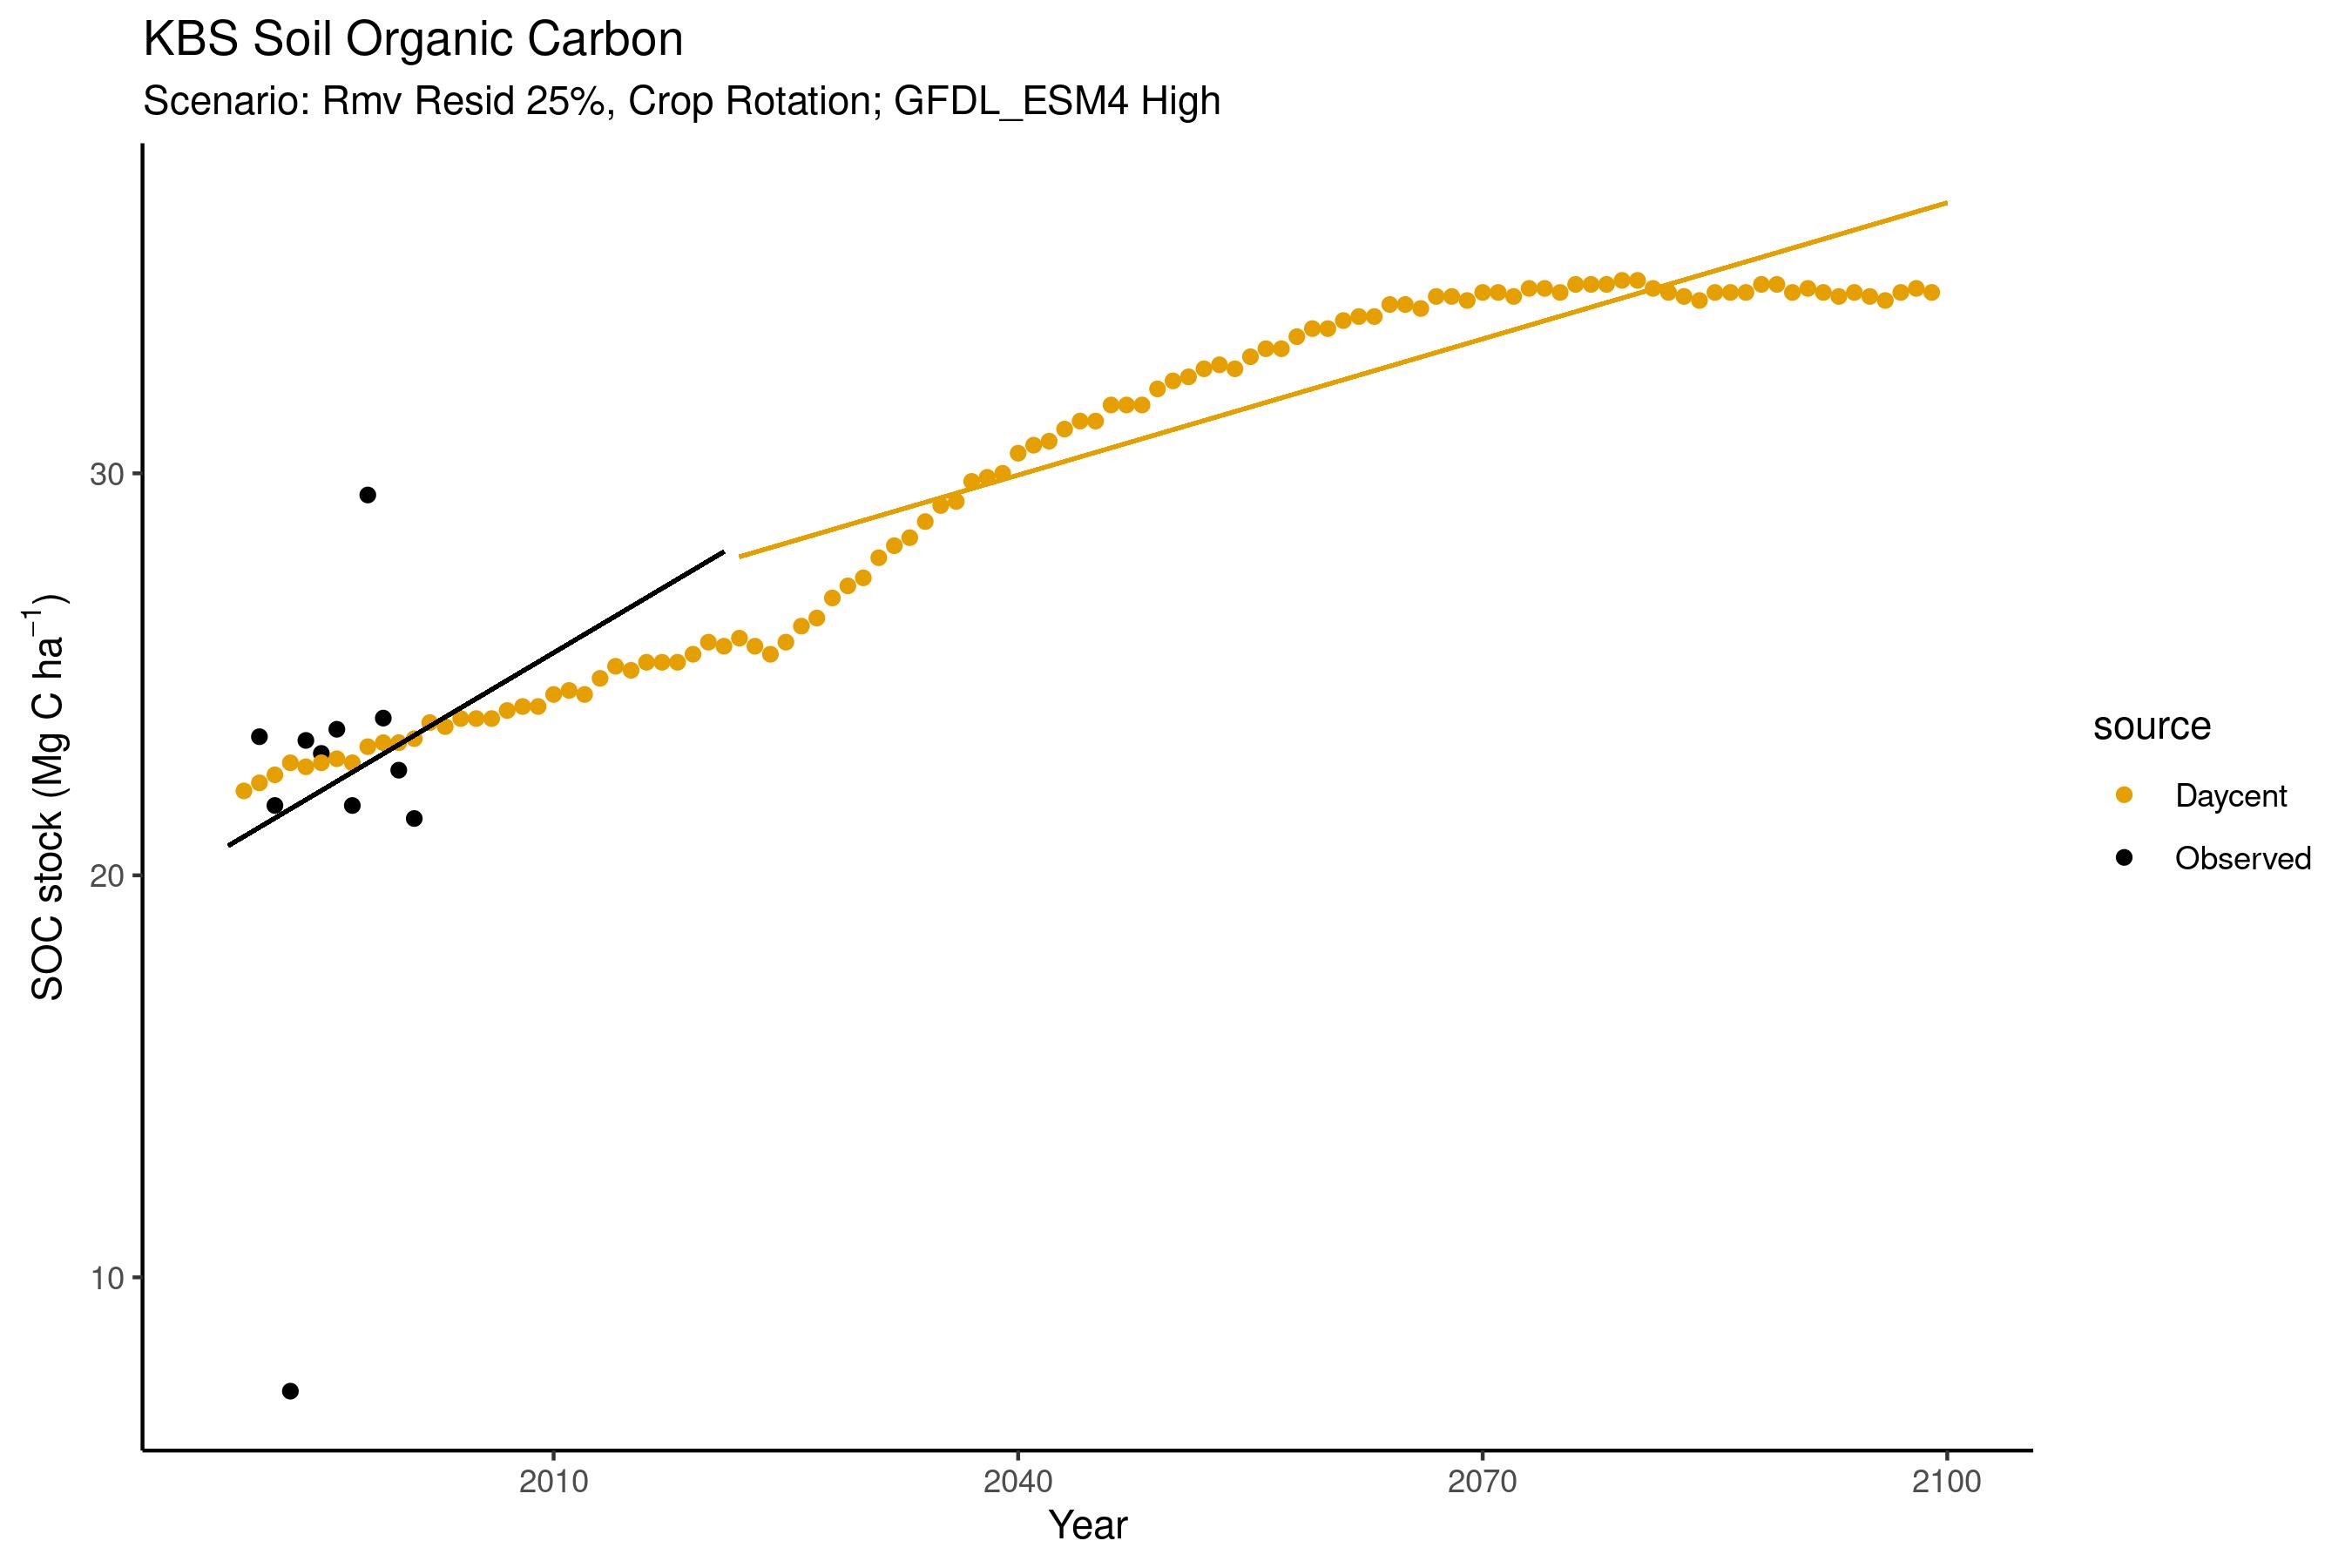 KBS Soil Organic Carbon
Scenario: Rmv Resid 25%, Crop Rotation; GFDL_ESM4 High
SOC stock (Mg C ha⁻¹)
30
20
10
2010
2040
2070
2100
Year
source
Daycent
Observed